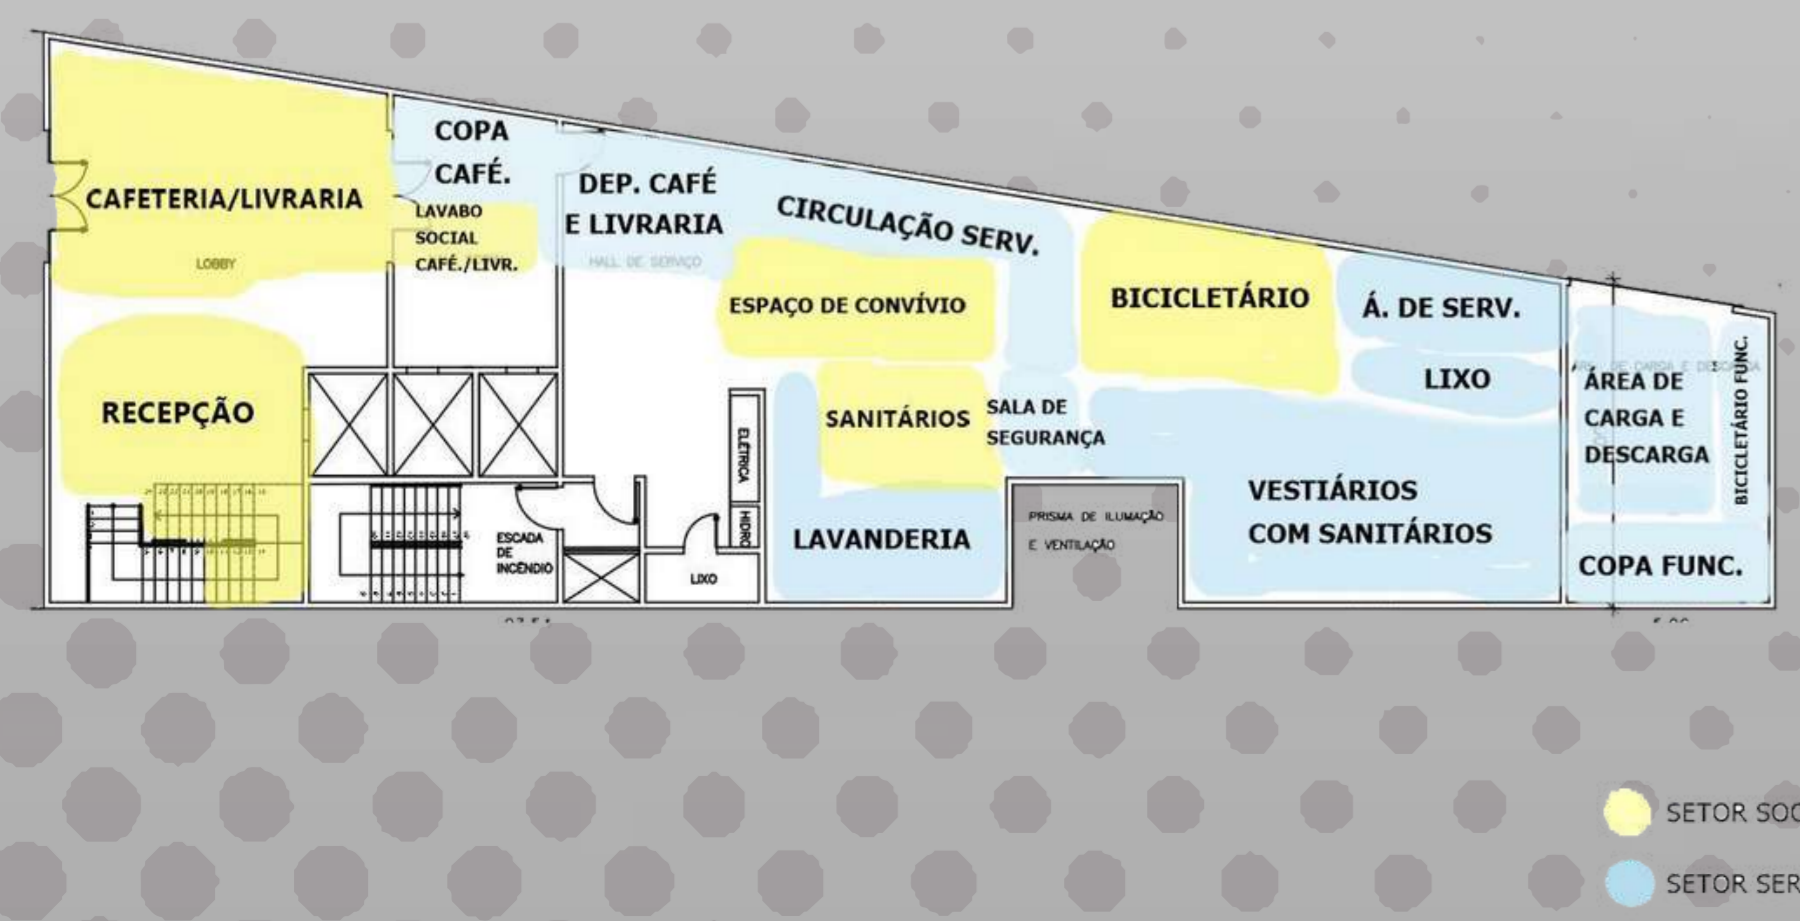 COPA
CAFÉ.
CAFETERIA/LIVRARIA
LAVABO
SOCIAL
CAFÉ./LIVR.
LOBBY
DEP. CAFÉ
E LIVRARIA
HALL DE SERVIÇO
CIRCULAÇÃO SERV.
ESPAÇO DE CONVÍVIO
BICICLETÁRIO
Á. DE SERV.
LIXO
ÁREA DE
CARGA E
DESCARGA
BICICLETÁRIO FUNC.
COPA FUNC.
RECEPÇÃO
SANITÁRIOS
SALA DE
SEGURANÇA
ELÉTRICA
HIDRO
VESTIÁRIOS
COM SANITÁRIOS
LAVANDERIA
PRISMA DE ILUMAÇÃO
E VENTILAÇÃO
ESCADA
DE
INCÊNDIO
LIXO
SETOR SOC
SETOR SER